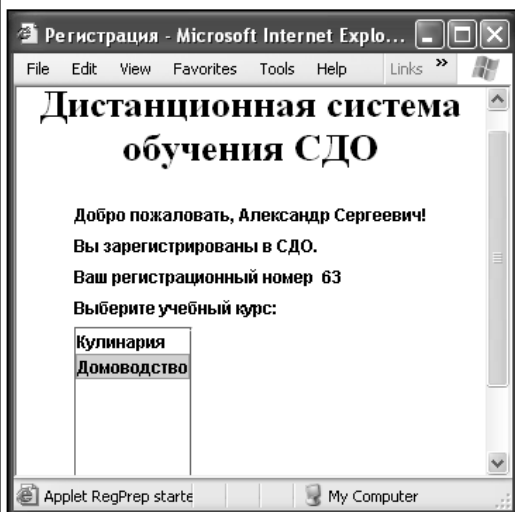 Регистрация - Microsoft Internet Explo...
File Edit View Favorites Tools Help Links »
Дистанционная система
обучения СДО
Добро пожаловать, Александр Сергеевич!
Вы зарегистрированы в СДО.
Ваш регистрационный номер 63
Выберите учебный курс:
Кулинария
Домоводство
Applet RegPrep starte My Computer